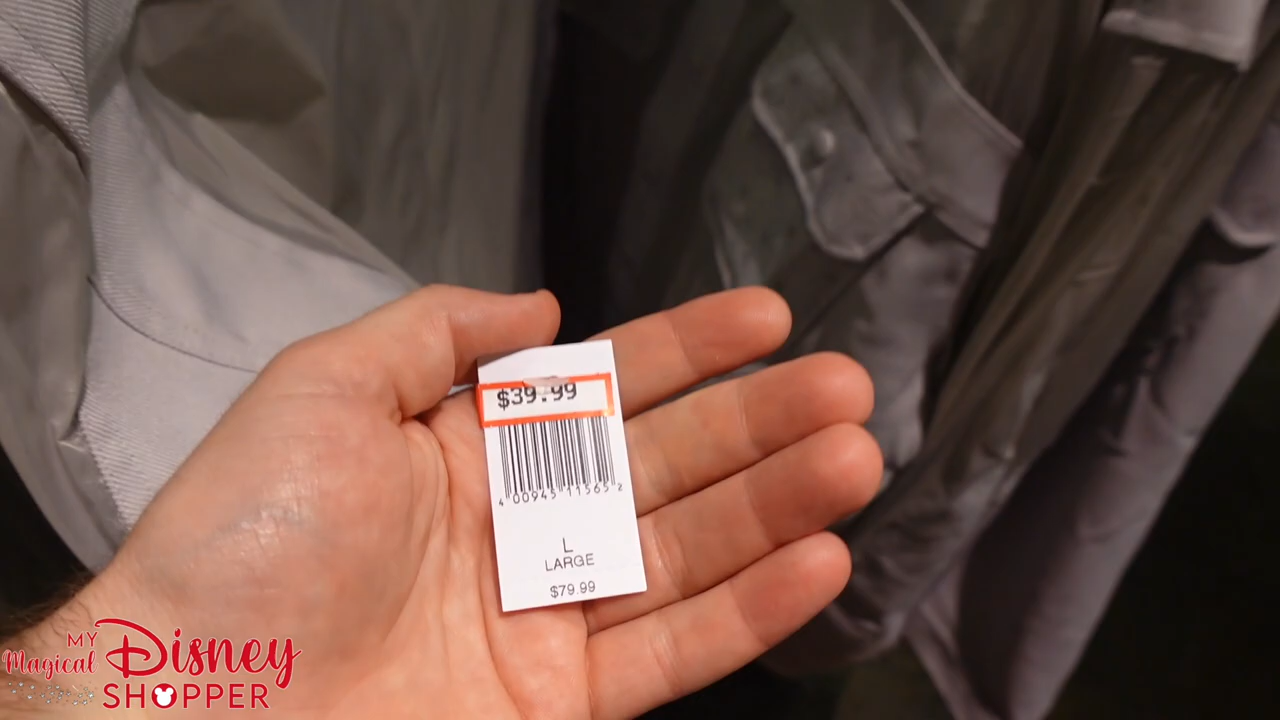 $39.99
4 00945 11565 2
L
LARGE
$79.99
MY
Magical Disney
SHOPPER